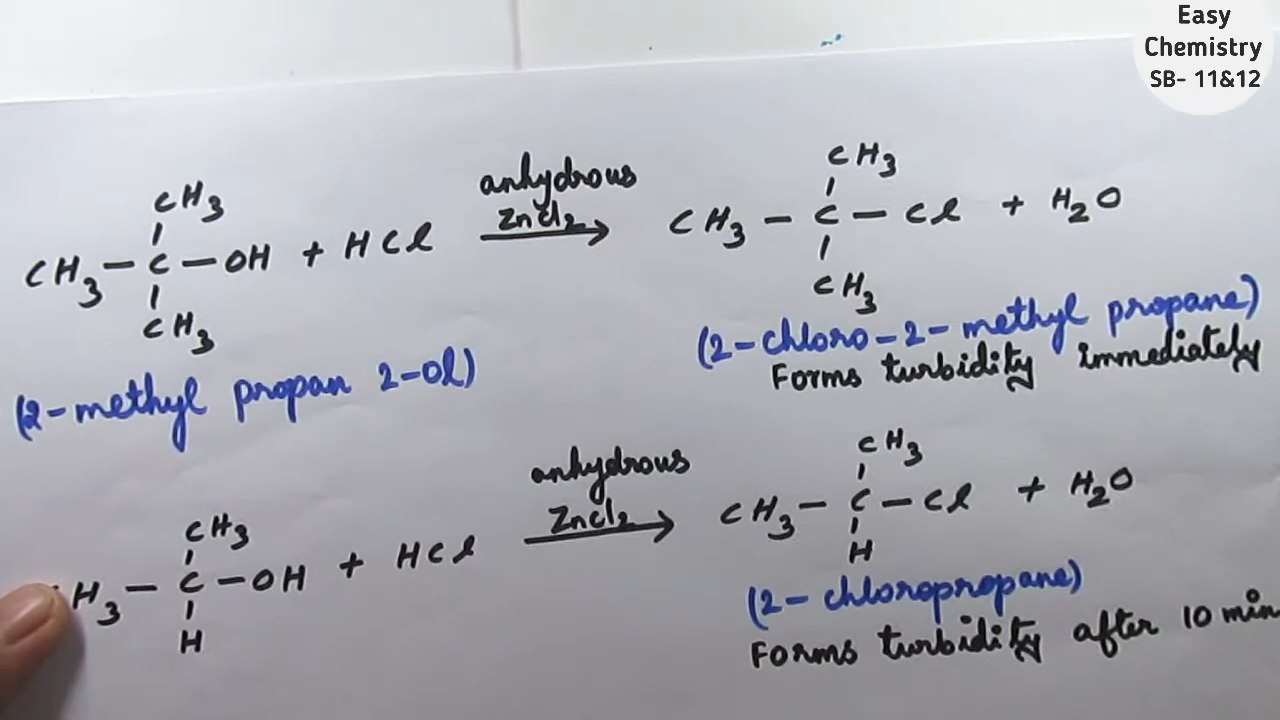 Easy
Chemistry
SB- 11&12
CH3
CH3 - C - OH + HCl
CH3
anhydrous
ZnCl2
CH3
CH3 - C - Cl + H2O
CH3
(2-methyl propan 2-ol)
(2-chloro-2-methyl propane)
Forms turbidity immediately
CH3
H3 - C - OH + HCl
H
anhydrous
ZnCl2
CH3
CH3 - C - Cl + H2O
H
(2-chloropropane)
Forms turbidity after 10 min